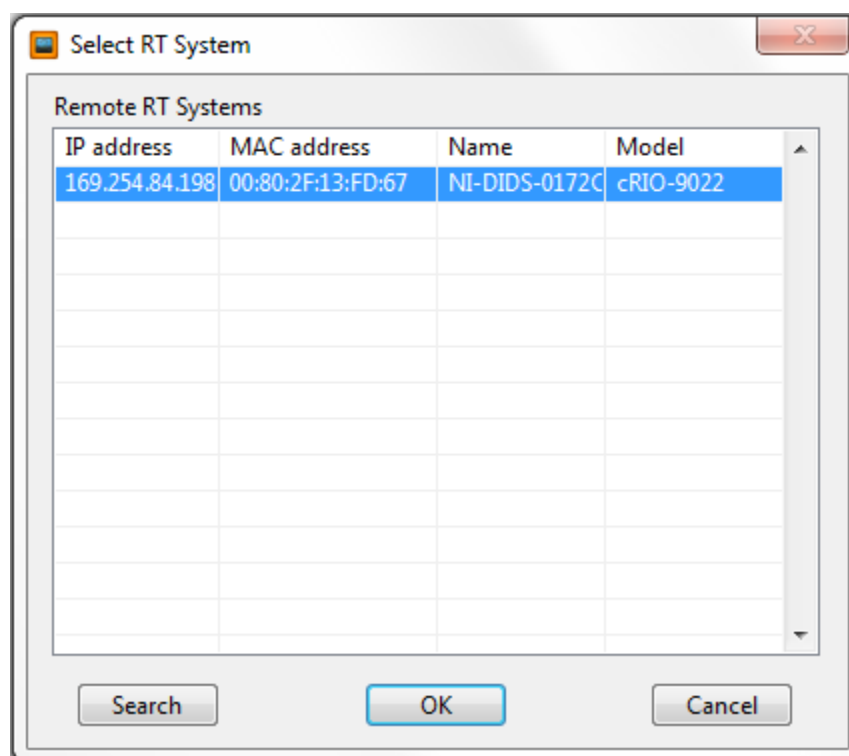 Select RT System
Remote RT Systems
IP address MAC address Name Model
169.254.84.198 00:80:2F:13:FD:67 NI-DIDS-0172C cRIO-9022
Search OK Cancel